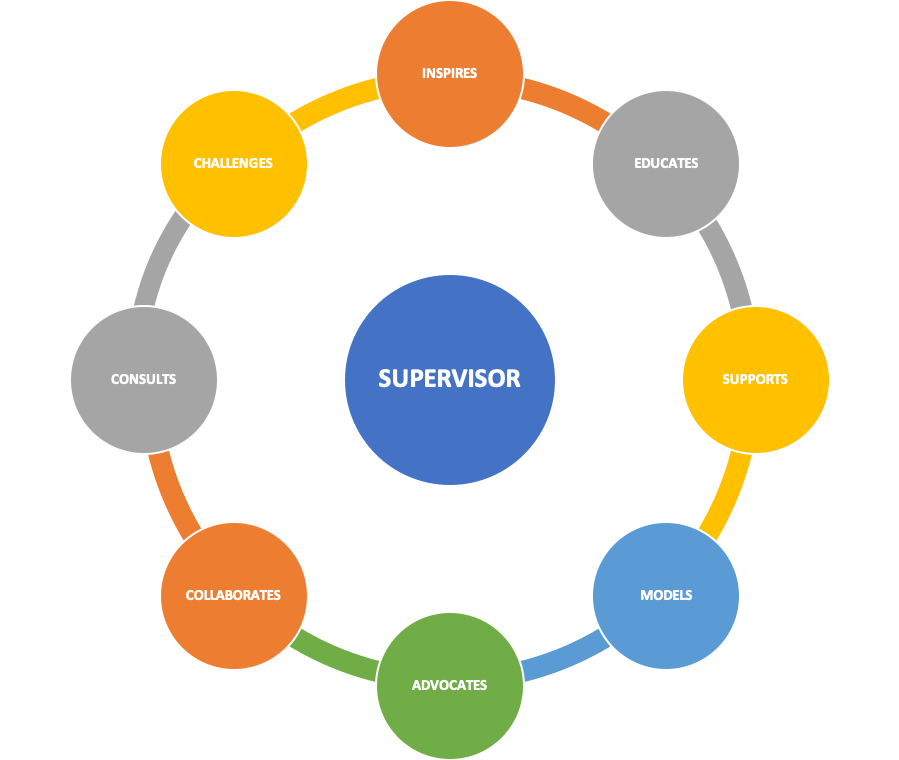 INSPIRES
EDUCATES
SUPPORTS
MODELS
ADVOCATES
COLLABORATES
CONSULTS
CHALLENGES
SUPERVISOR